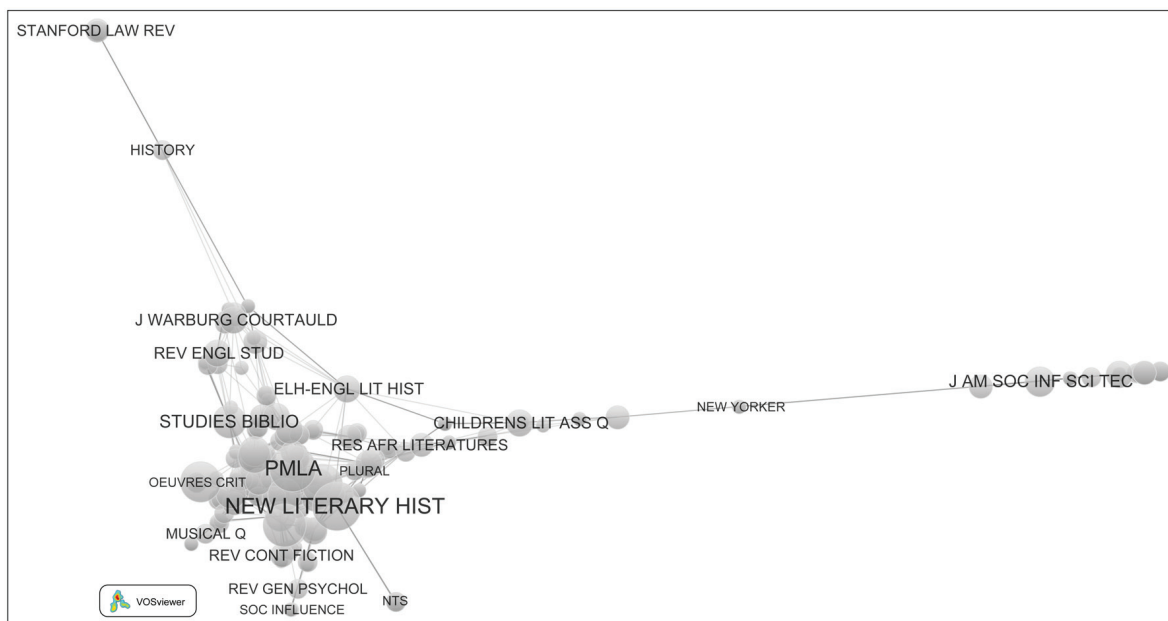 STANFORD LAW REV
HISTORY
J WARBURG COURTAULD
REV ENGL STUD
J AM SOC INF SCI TEC
ELH-ENGL LIT HIST
NEW YORKER
STUDIES BIBLIO
CHILDRENS LIT ASS Q
RES AFR LITERATURES
PMLA
PLURAL
OEUVRES CRIT
NEW LITERARY HIST
MUSICAL Q
REV CONT FICTION
REV GEN PSYCHOL
NTS
SOC INFLUENCE
VOSviewer